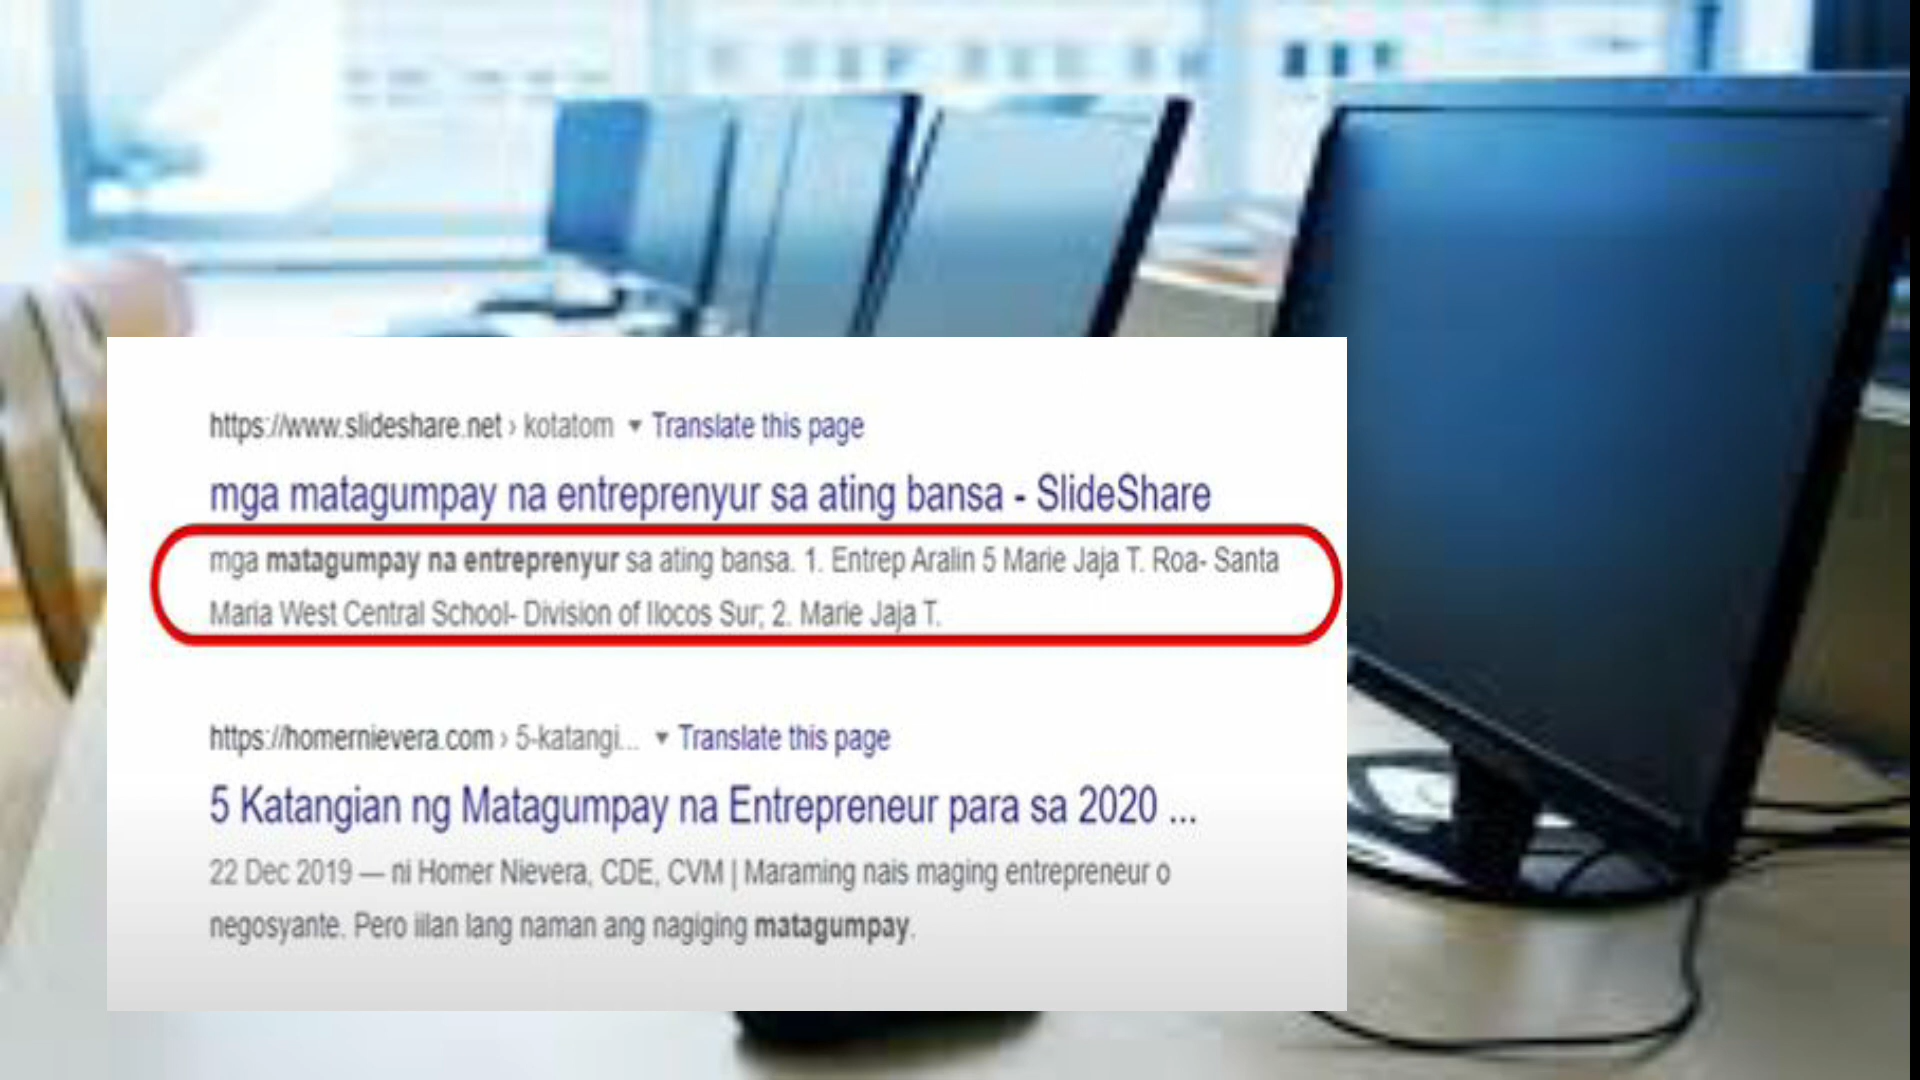 https://www.slideshare.net › kotatom ▼ Translate this page
mga matagumpay na entreprenyur sa ating bansa - SlideShare
mga matagumpay na entreprenyur sa ating bansa. 1. Entrep Aralin 5 Marie Jaja T. Roa- Santa
Maria West Central School- Division of Ilocos Sur; 2. Marie Jaja T.
https://homernievera.com › 5-katangi... ▼ Translate this page
5 Katangian ng Matagumpay na Entrepreneur para sa 2020 ...
22 Dec 2019 — ni Homer Nievera, CDE, CVM | Maraming nais maging entrepreneur o
negosyante. Pero iilan lang naman ang nagiging matagumpay.